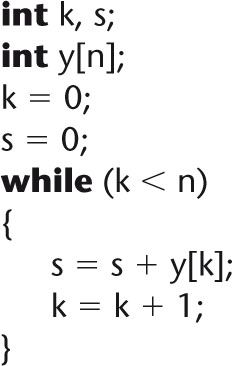 int k, s;
int y[n];
k = 0;
s = 0;
while (k < n)
{
    s = s + y[k];
    k = k + 1;
}